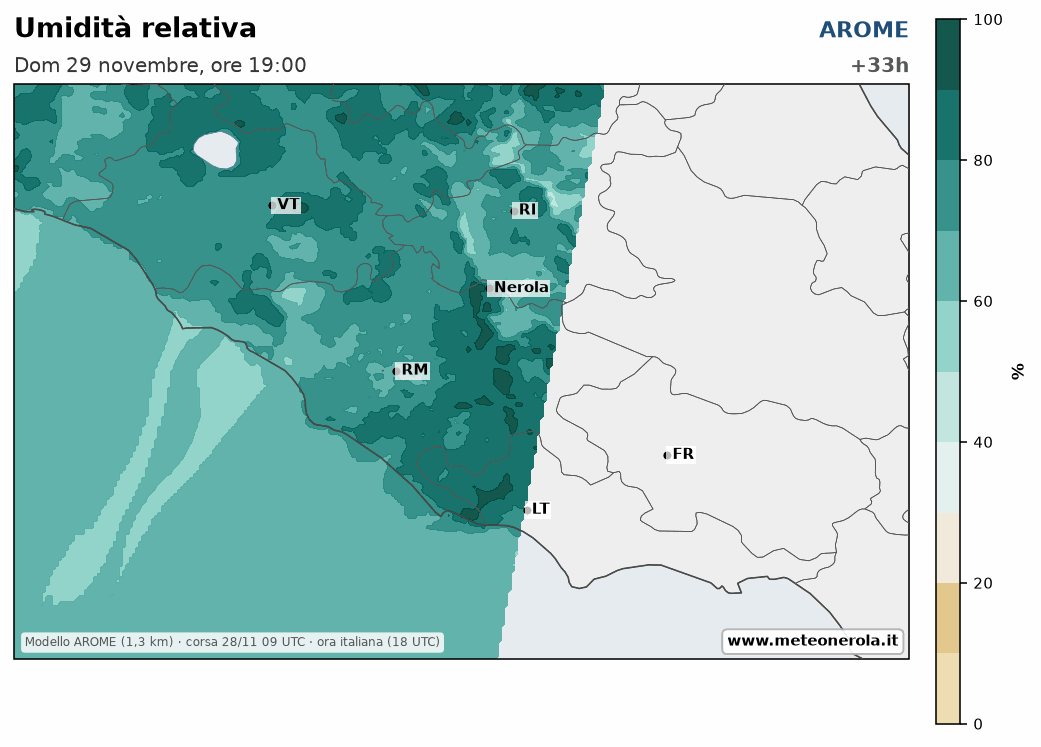 Umidità relativa
AROME
Dom 29 novembre, ore 19:00
+33h
VT
RI
Nerola
RM
FR
LT
Modello AROME (1,3 km) · corsa 28/11 09 UTC · ora italiana (18 UTC)
www.meteonerola.it
100
80
60
40
20
0
%